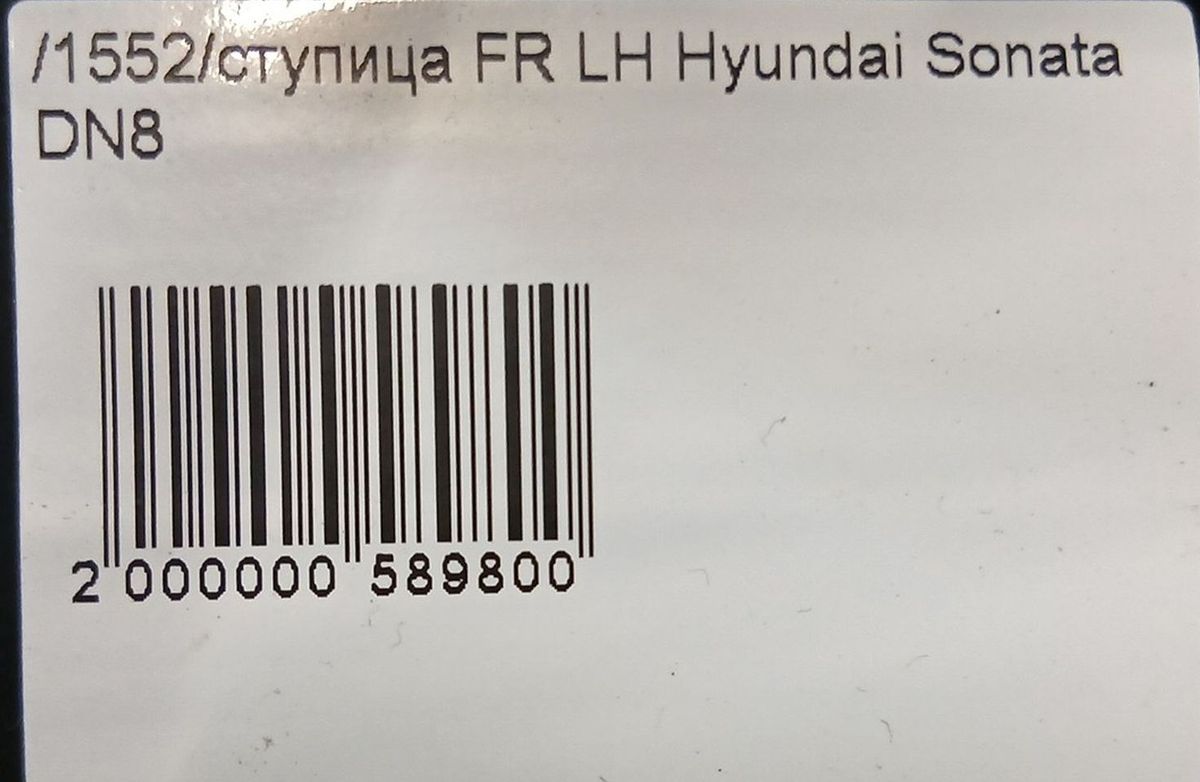 /1552/ступица FR LH Hyundai Sonata
DN8
2 000000 589800